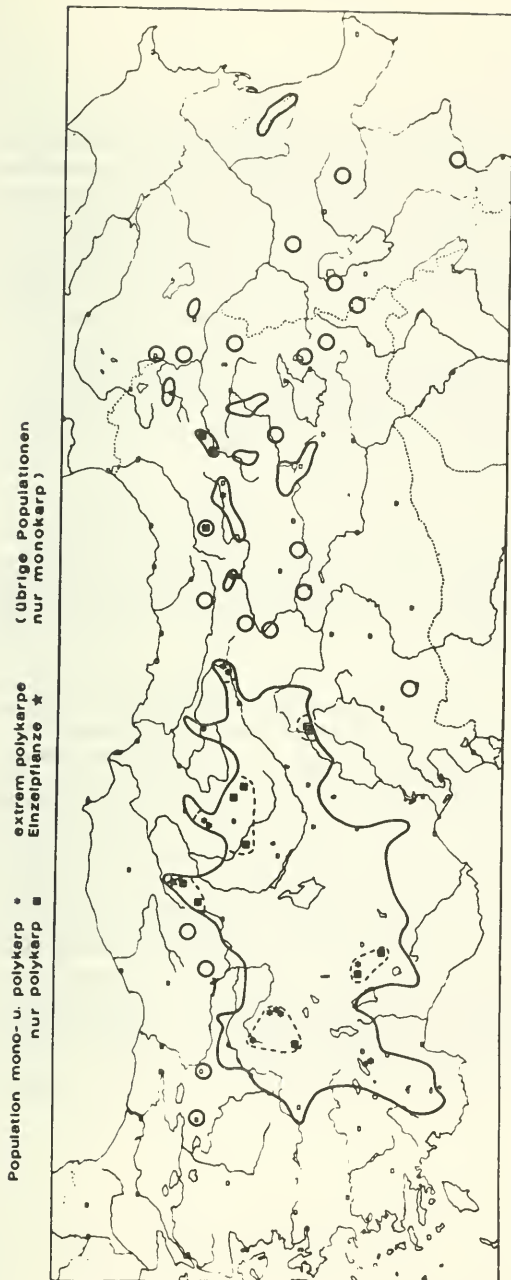 Population mono- u. polykarp * extrem polykarpe (übrige Populationen
nur polykarp ■ Einzelpflanze ★ nur monokarp)